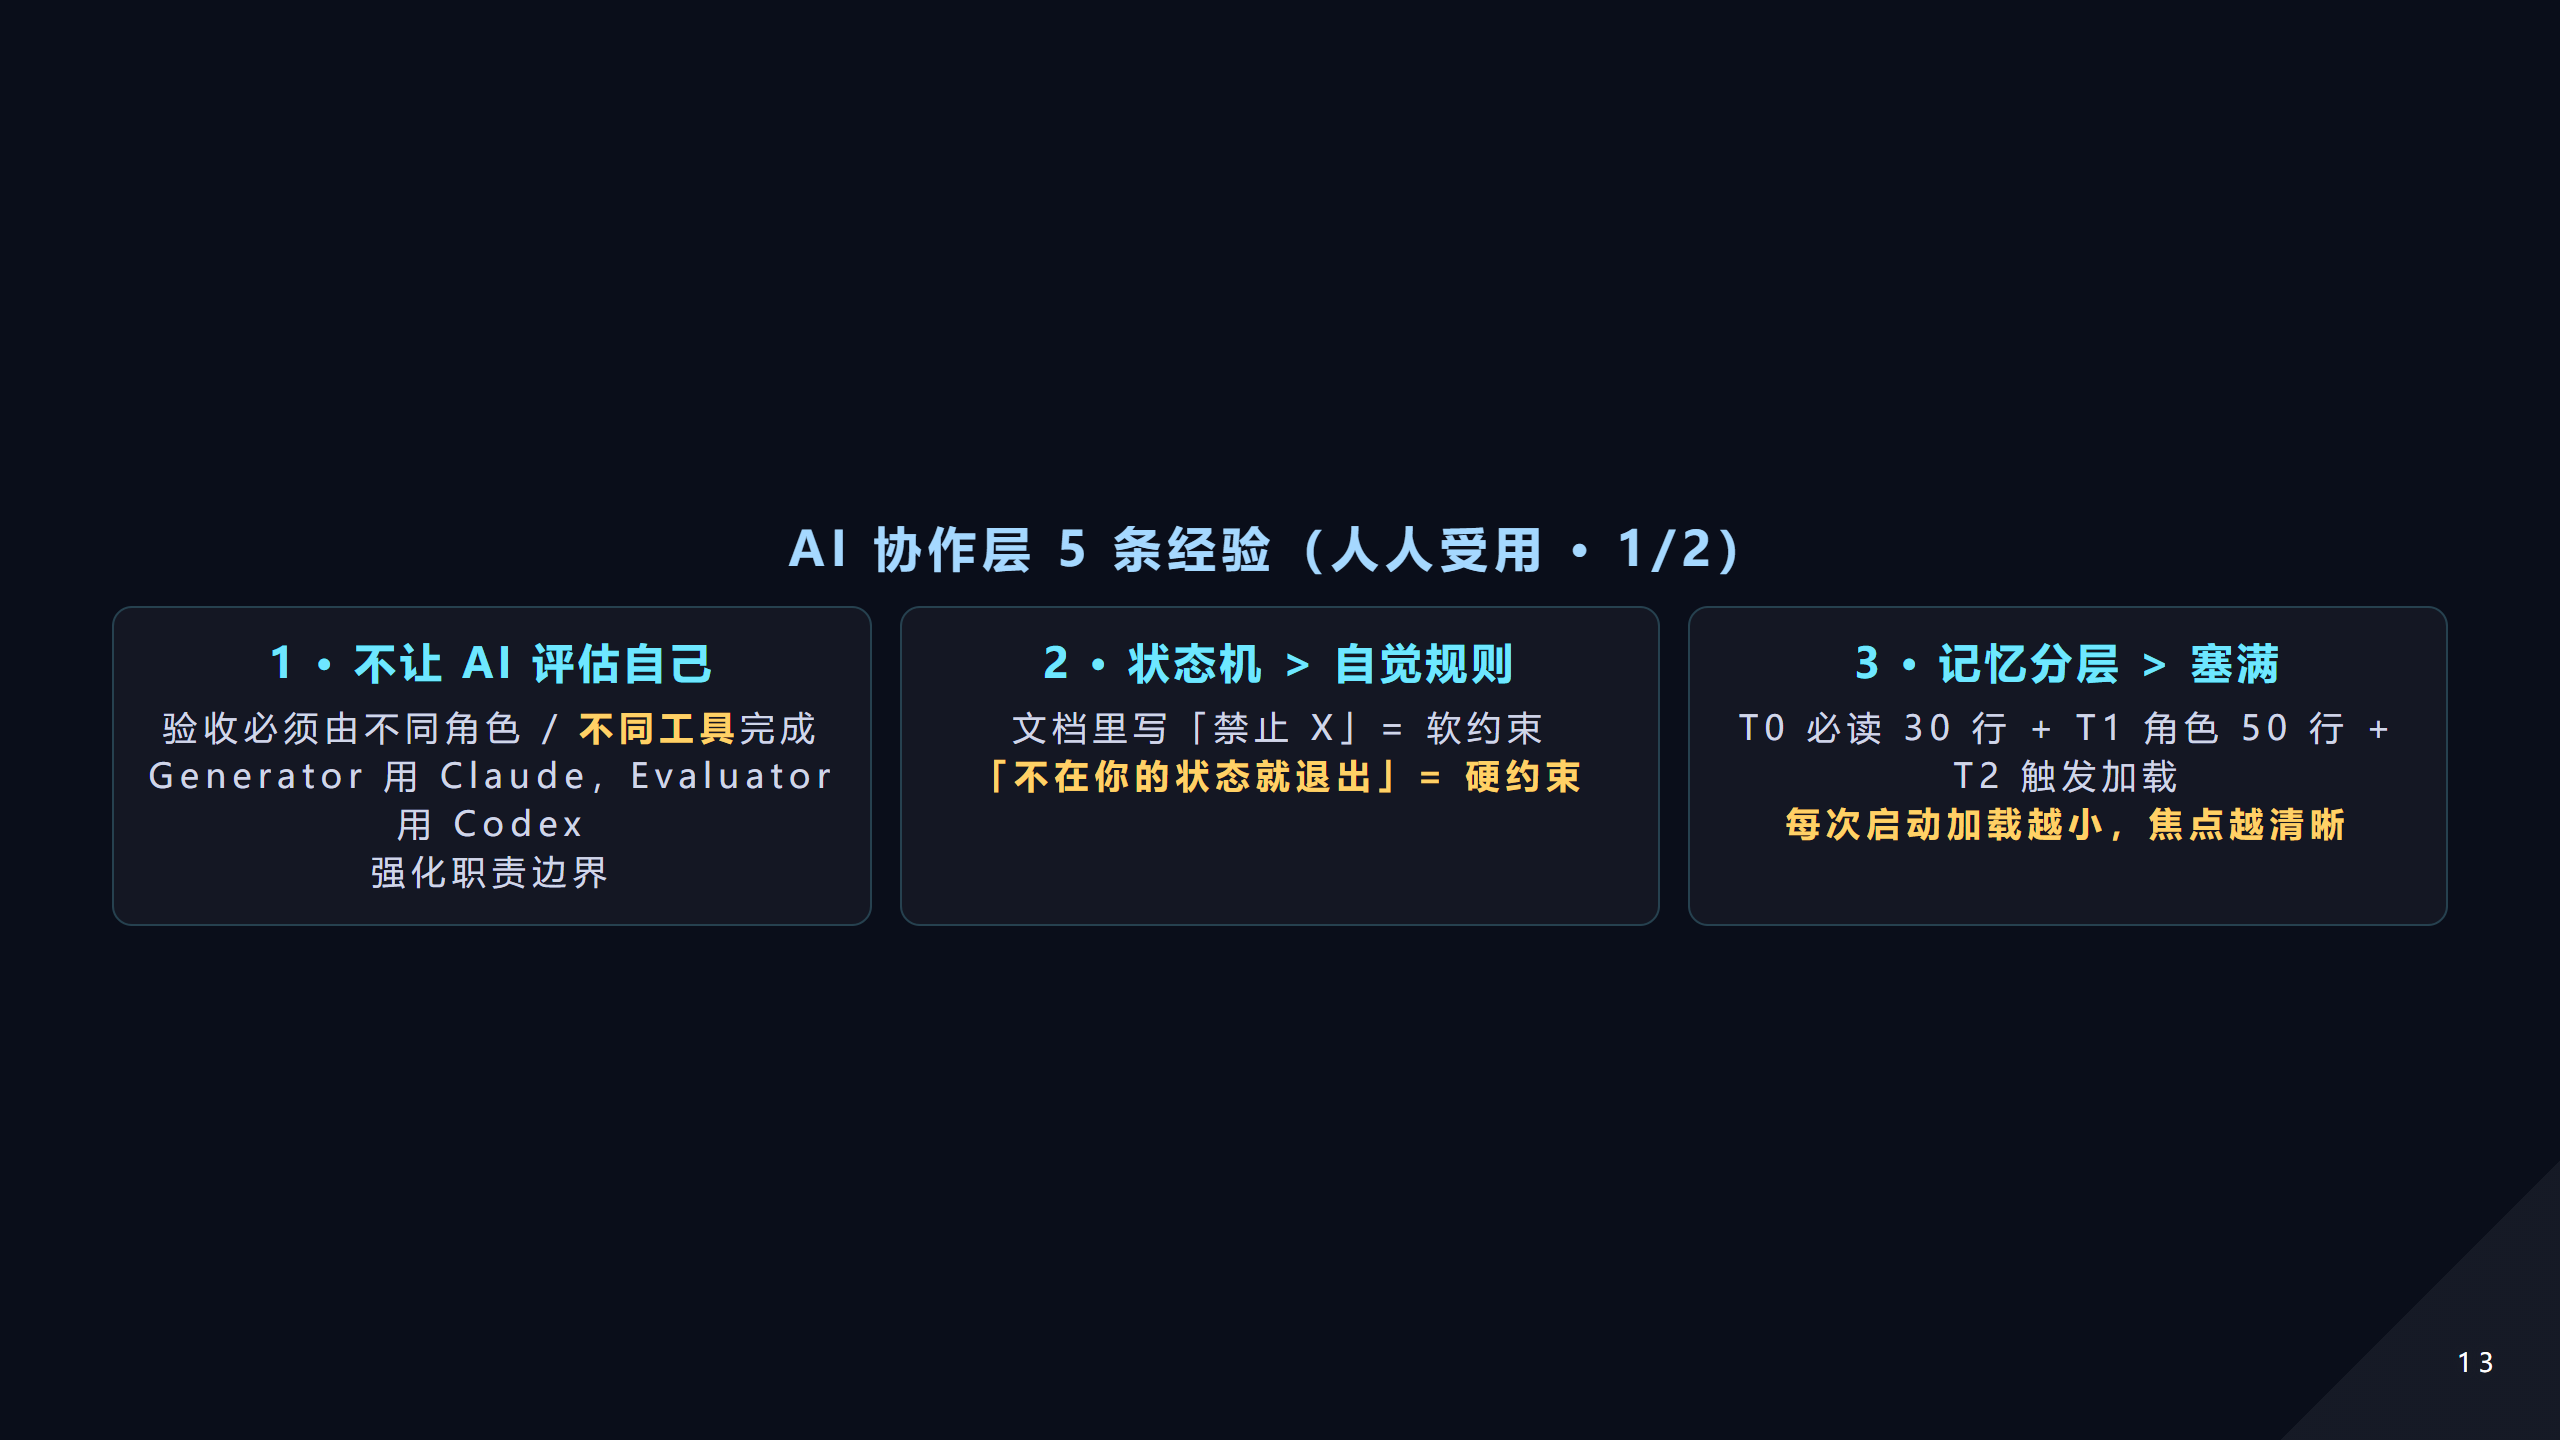 AI 协作层 5 条经验（人人受用 · 1/2）
1 · 不让 AI 评估自己
验收必须由不同角色 / 不同工具完成
Generator 用 Claude，Evaluator
用 Codex
强化职责边界
2 · 状态机 > 自觉规则
文档里写「禁止 X」= 软约束
「不在你的状态就退出」= 硬约束
3 · 记忆分层 > 塞满
T0 必读 30 行 + T1 角色 50 行 +
T2 触发加载
每次启动加载越小，焦点越清晰
13